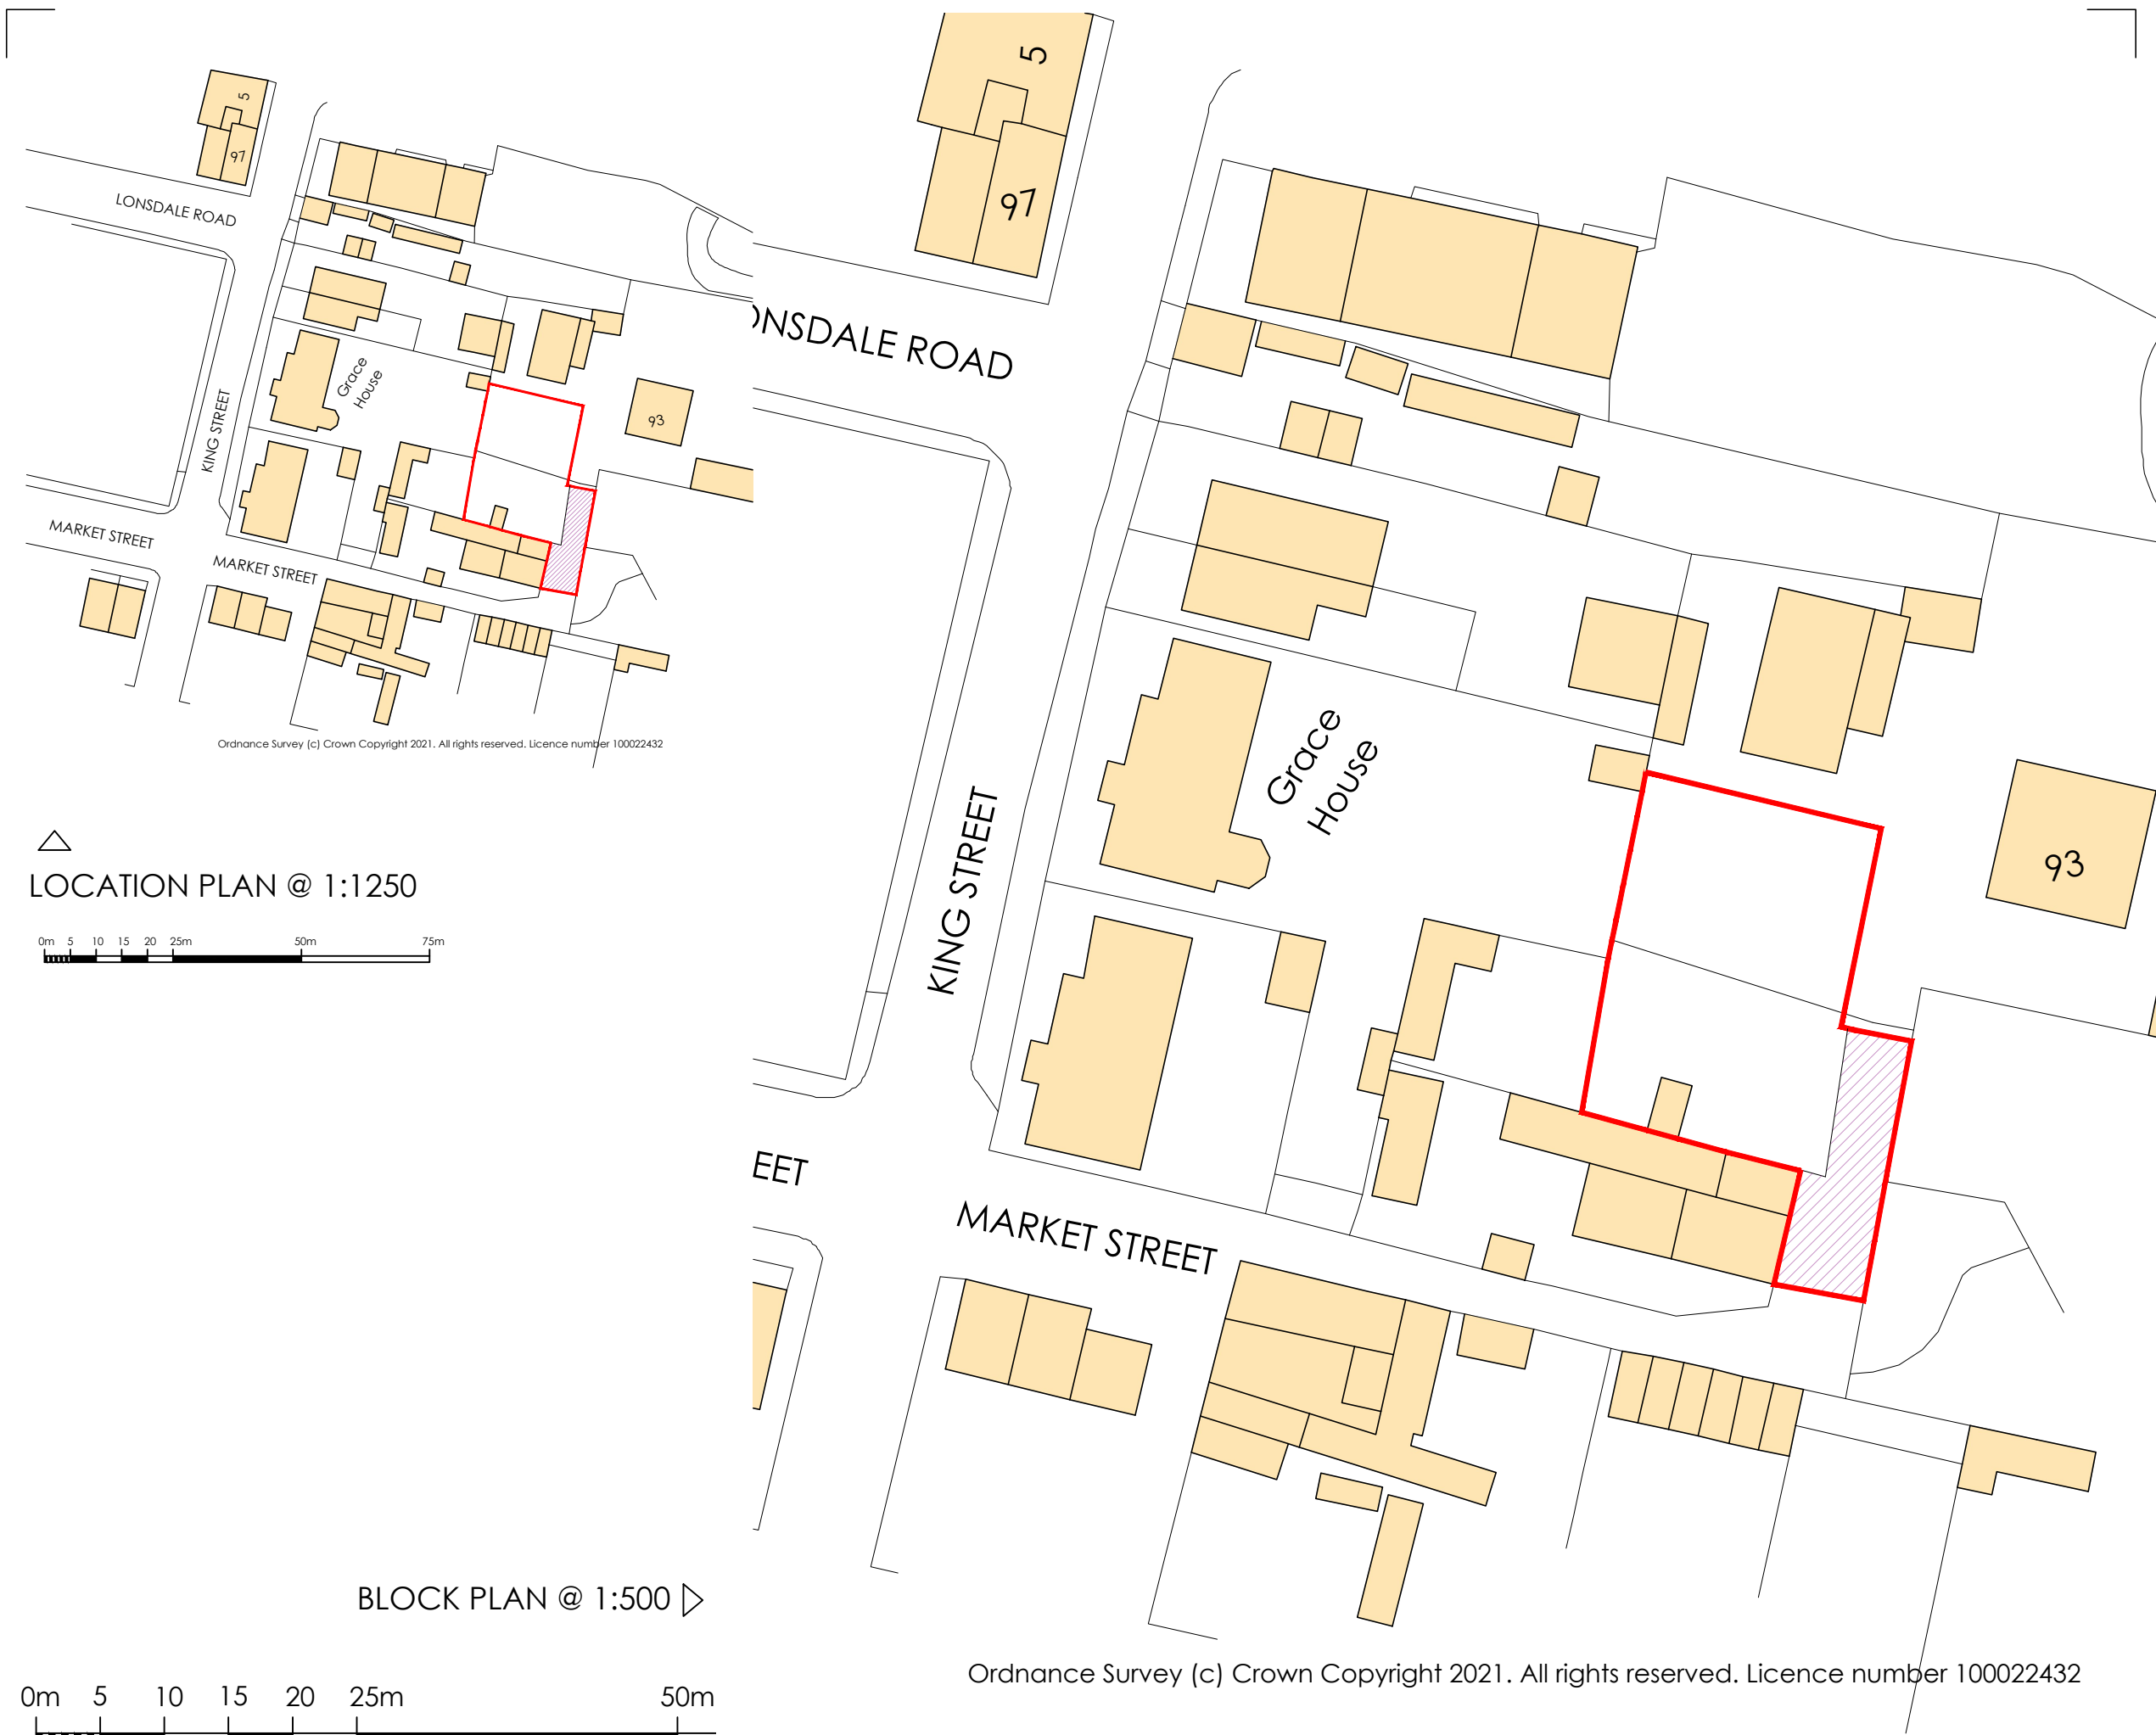 5
97
LONSDALE ROAD
Grace
House
93
KING STREET
MARKET STREET
MARKET STREET
Ordnance Survey (c) Crown Copyright 2021. All rights reserved. Licence number 100022432
LOCATION PLAN @ 1:1250
0m 5 10 15 20 25m 50m 75m
5
97
ONSDALE ROAD
Grace
House
93
KING STREET
EET
MARKET STREET
BLOCK PLAN @ 1:500
Ordnance Survey (c) Crown Copyright 2021. All rights reserved. Licence number 100022432
0m 5 10 15 20 25m 50m